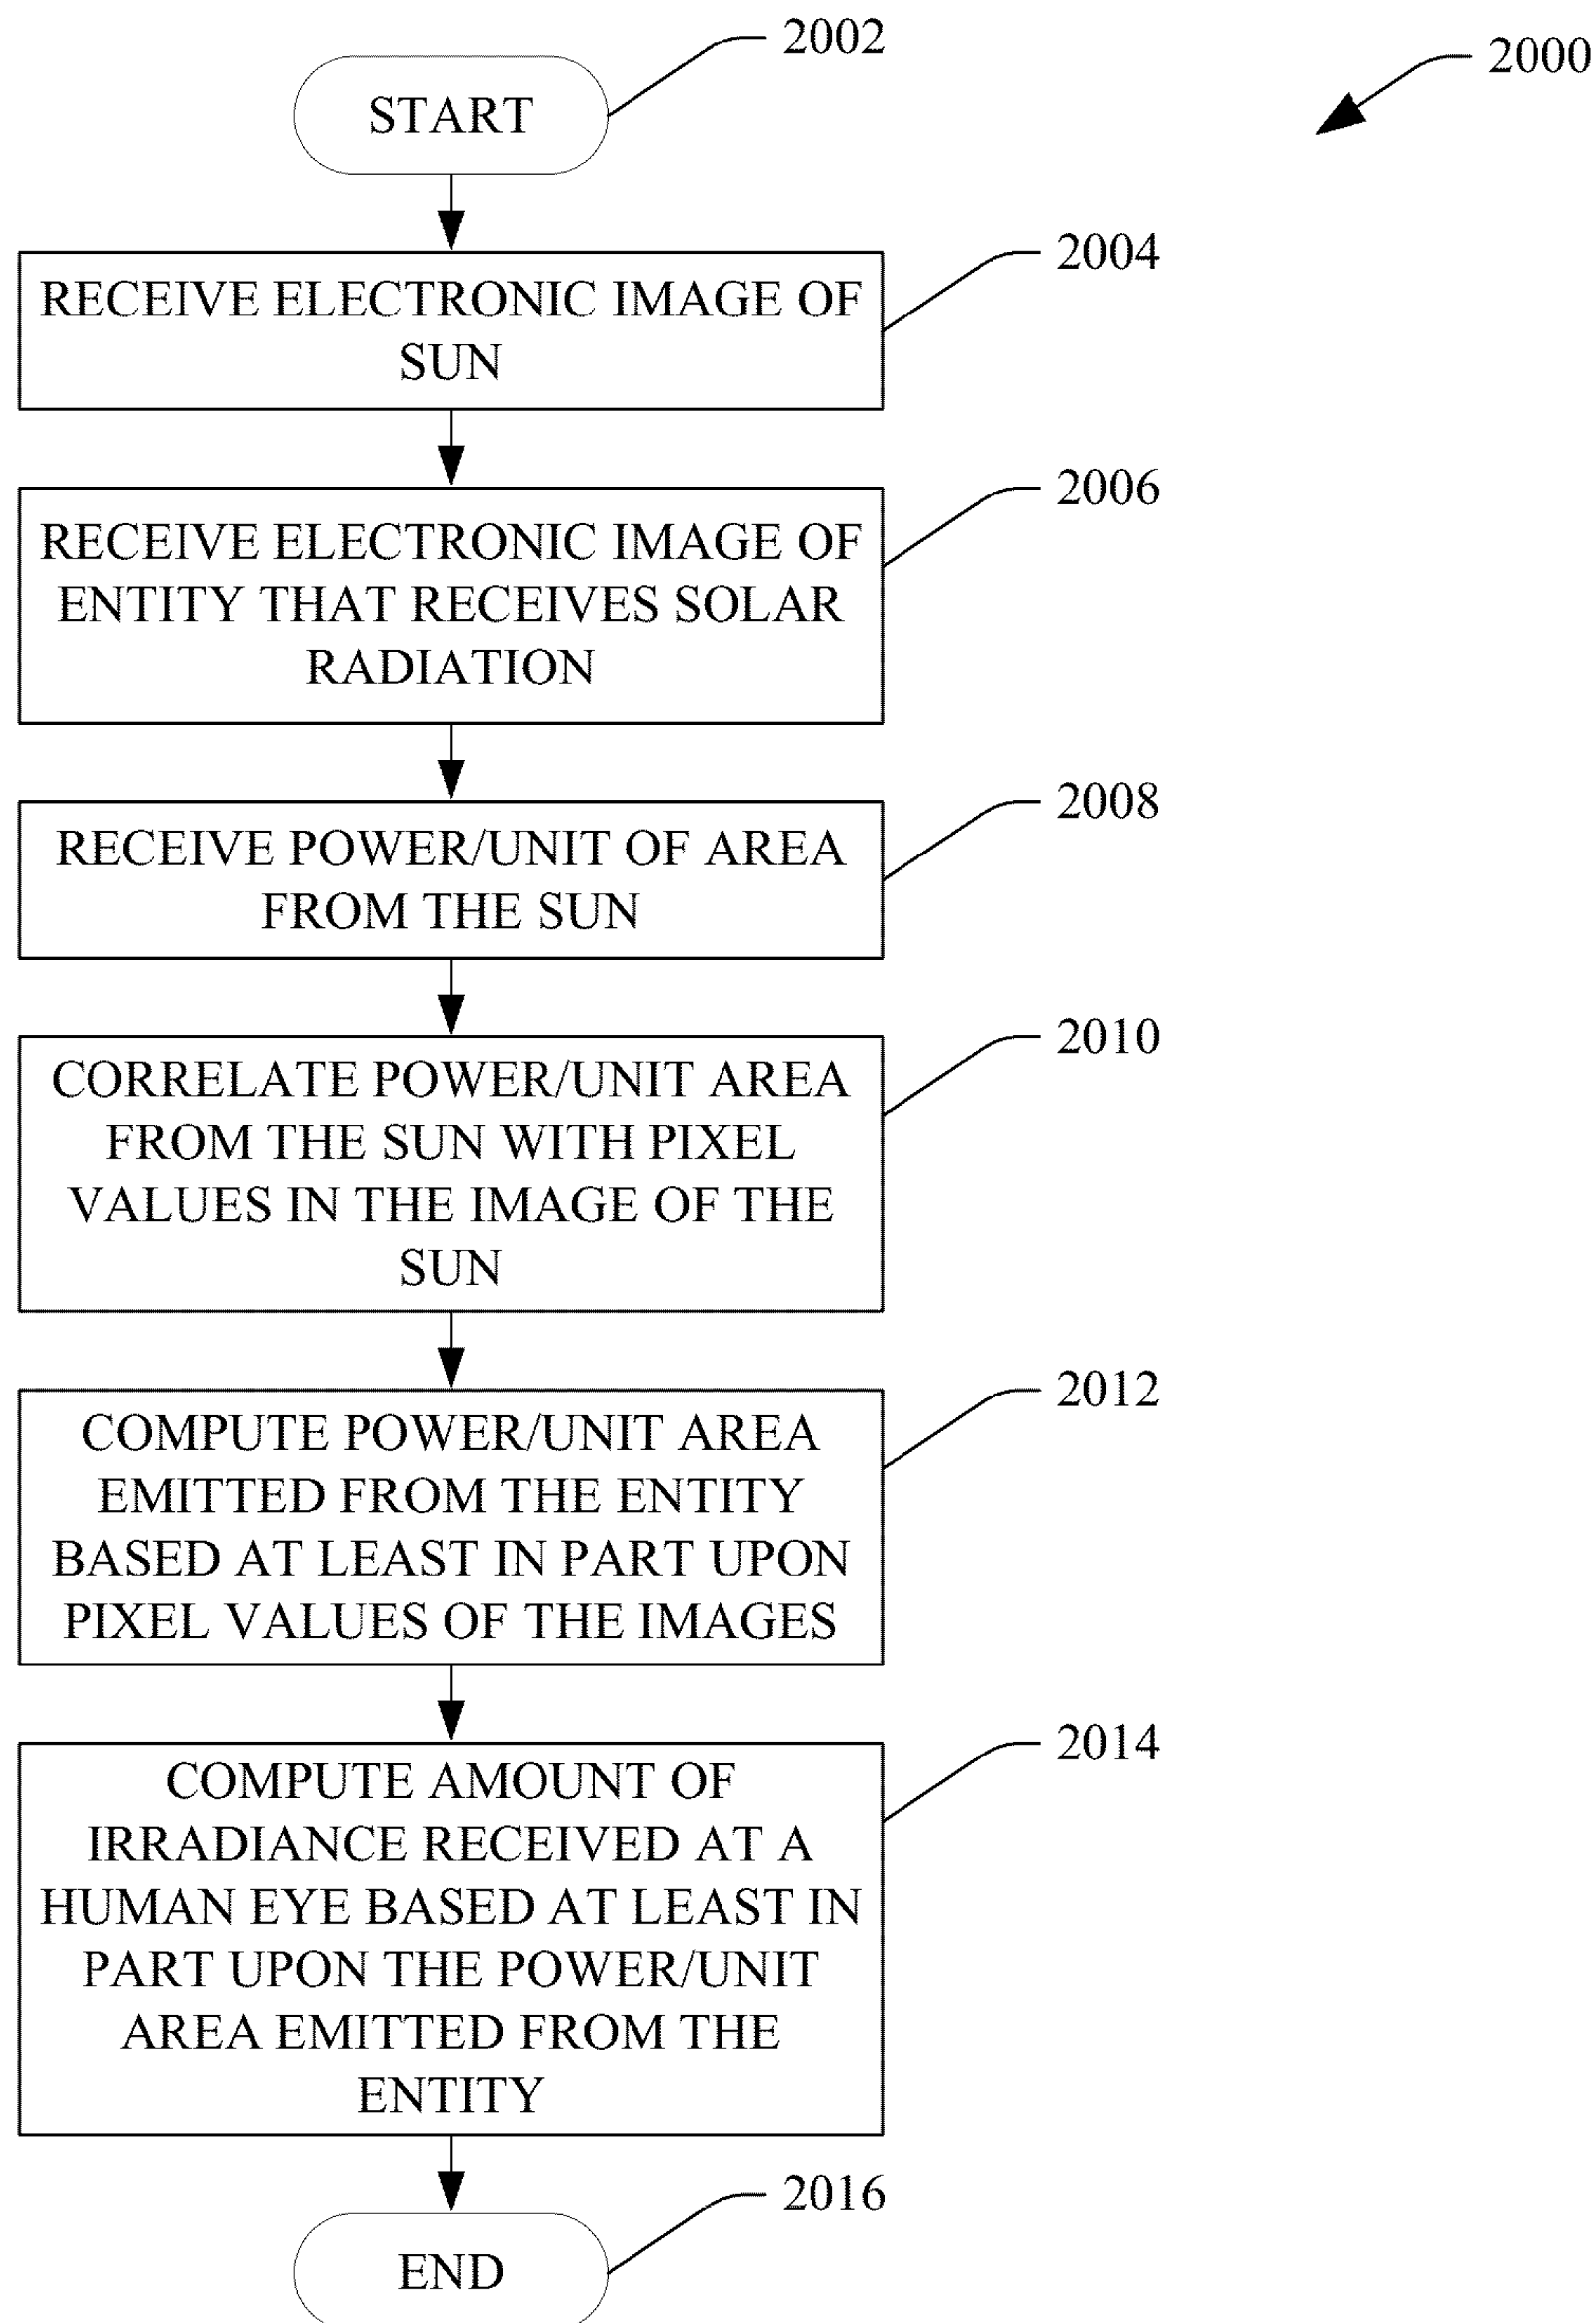 2002
2000
START
2004
RECEIVE ELECTRONIC IMAGE OF
SUN
2006
RECEIVE ELECTRONIC IMAGE OF
ENTITY THAT RECEIVES SOLAR
RADIATION
2008
RECEIVE POWER/UNIT OF AREA
FROM THE SUN
2010
CORRELATE POWER/UNIT AREA
FROM THE SUN WITH PIXEL
VALUES IN THE IMAGE OF THE
SUN
2012
COMPUTE POWER/UNIT AREA
EMITTED FROM THE ENTITY
BASED AT LEAST IN PART UPON
PIXEL VALUES OF THE IMAGES
2014
COMPUTE AMOUNT OF
IRRADIANCE RECEIVED AT A
HUMAN EYE BASED AT LEAST IN
PART UPON THE POWER/UNIT
AREA EMITTED FROM THE
ENTITY
2016
END